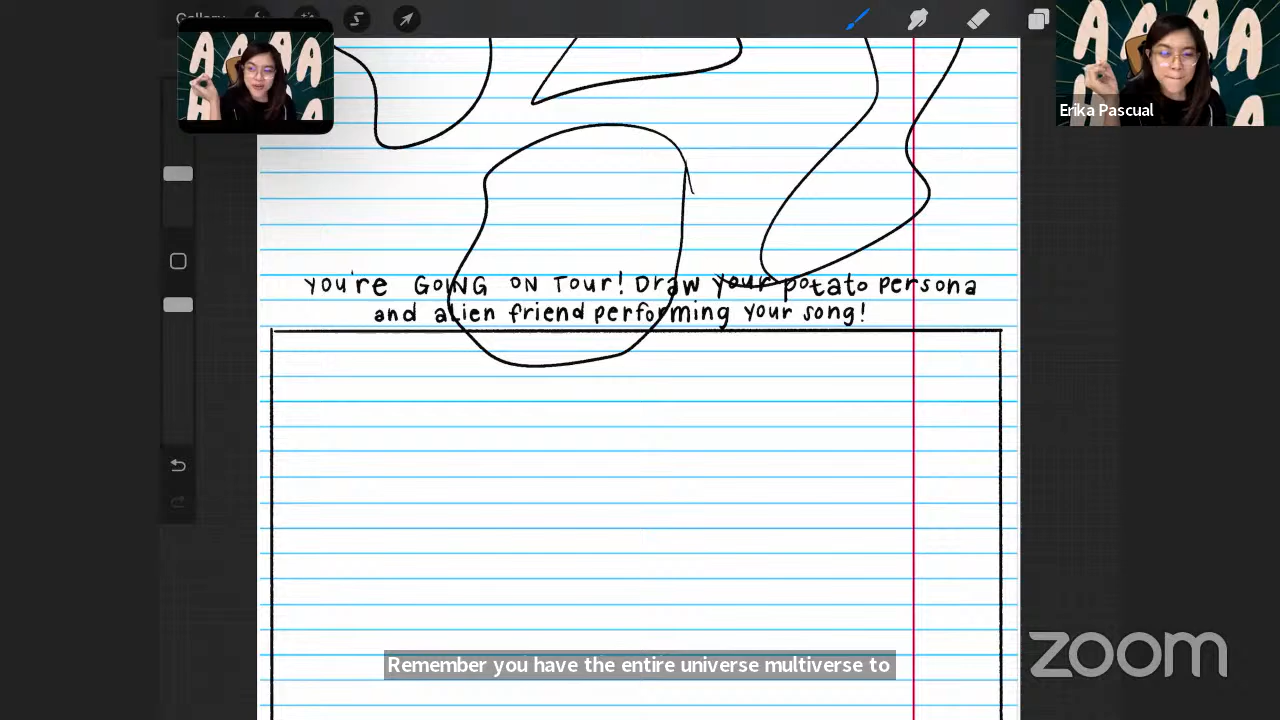 Gallery
A A A A
A A A A
Erika Pascual
you're GOING ON TOUR! Draw your potato persona
and alien friend performing your song!
Remember you have the entire universe multiverse to
zoom